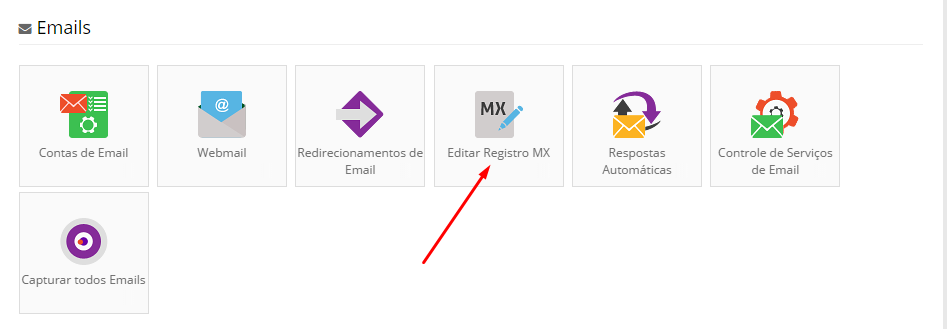 Emails
@
MX
Contas de Email
Webmail
Redirecionamentos de
Email
Editar Registro MX
Respostas
Automáticas
Controle de Serviços
de Email
Capturar todos Emails